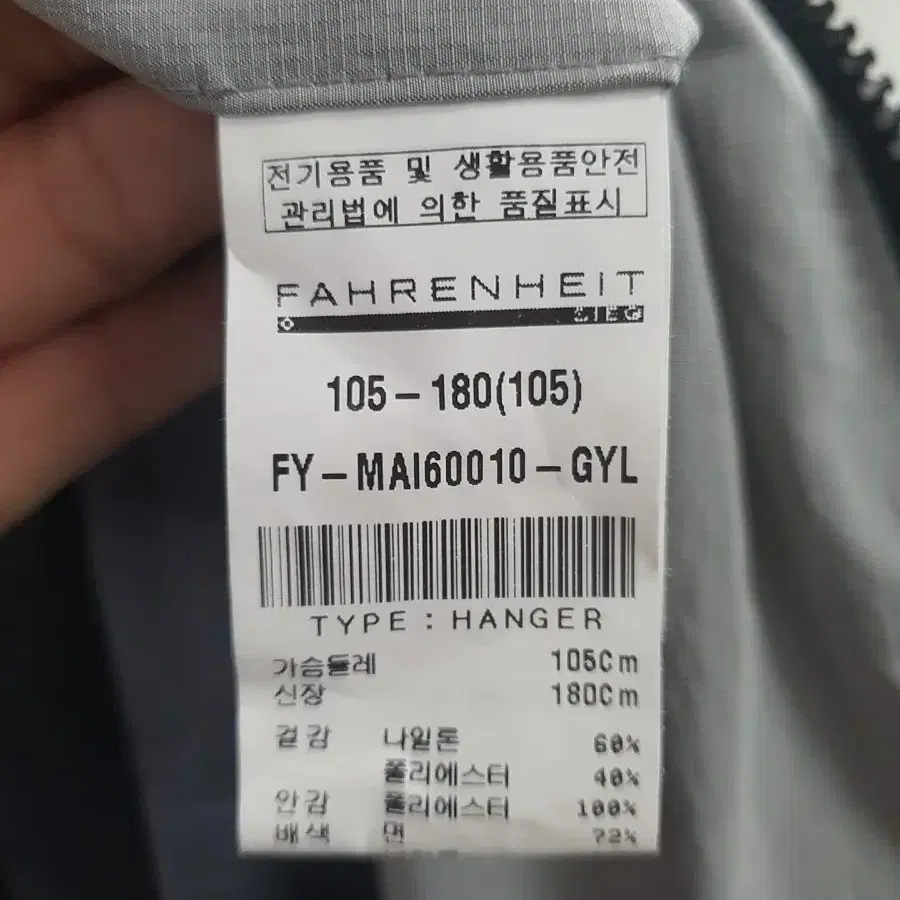 전기용품 및 생활용품안전
관리법에 의한 품질표시
FAHRENHEIT
105-180(105)
FY-MAI60010-GYL
TYPE : HANGER
가슴둘레 105Cm
신장 180Cm
겉감 나일론 60%
폴리에스터 40%
안감 폴리에스터 100%
배색 면 72%